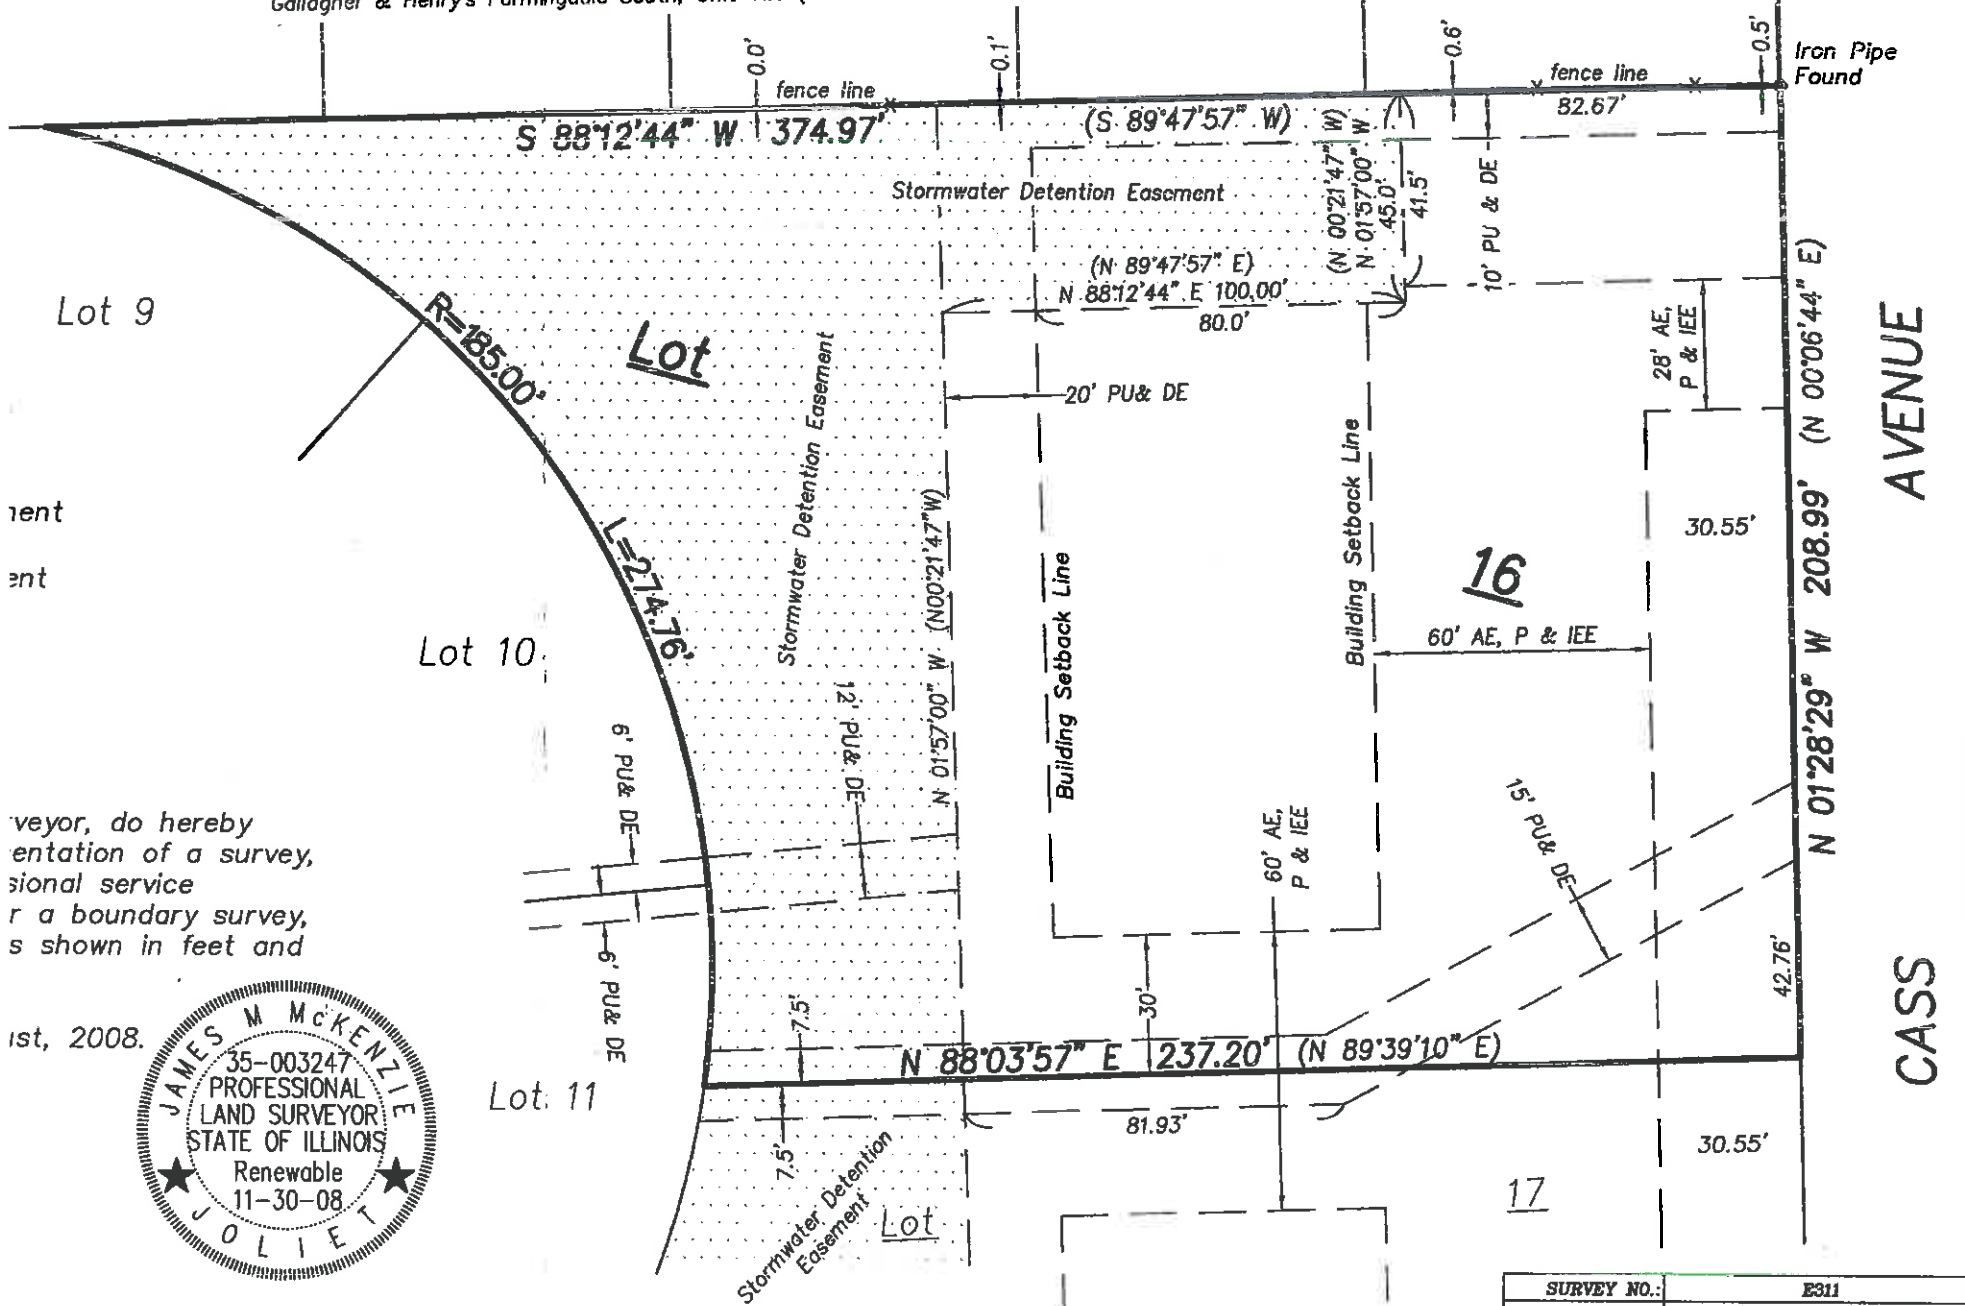 Gallagher & Henry's Farmingdale South, Unit
0.0'
0.1'
0.6'
0.5'
Iron Pipe
Found
fence line
fence line
82.67'
S 88°12'44" W 374.97'
(S 89°47'57" W)
Stormwater Detention Easement
(N 00°21'47" W)
N 01°57'00" W
45.0'
41.5'
10' PU & DE
(N 89°47'57" E)
N 88°12'44" E 100.00'
80.0'
Lot 9
R=185.00'
Lot
20' PU& DE
28' AE,
P & IEE
(N 00°06'44" E)
AVENUE
Stormwater Detention Easement
Building Setback Line
(N00°21'47"W)
N 01°57'00" W
L=274.76'
30.55'
16
N 01°28'29" W 208.99'
ment
ent
Lot 10
Building Setback Line
60' AE, P & IEE
6' PU& DE
12' PU& DE
60' AE,
P & IEE
15' PU& DE
veyor, do hereby
entation of a survey,
sional service
r a boundary survey,
s shown in feet and
6' PU& DE
42.76'
CASS
ust, 2008.
7.5'
30'
N 88°03'57" E 237.20' (N 89°39'10" E)
JAMES M McKENZIE
35-003247
PROFESSIONAL
LAND SURVEYOR
STATE OF ILLINOIS
Renewable
11-30-08
JOLIET
Lot 11
7.5'
81.93'
30.55'
Stormwater Detention
Easement
Lot
17
SURVEY NO.: E311